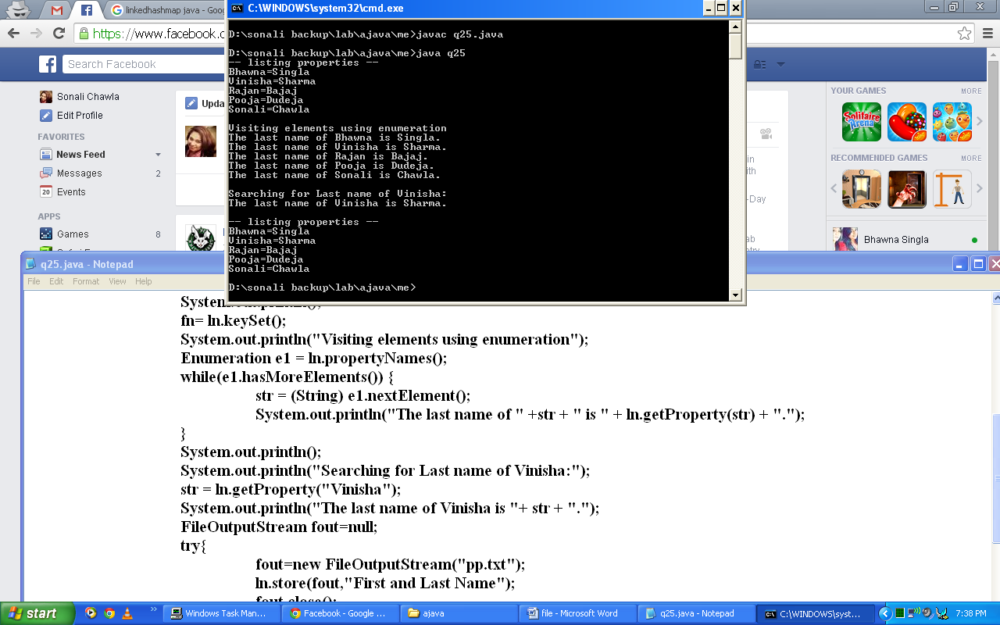 linkedhashmap java - Goo
https://www.facebook.c
Search Facebook
Sonali Chawla
Edit Profile
FAVORITES
News Feed
Messages 2
Events
20
APPS
Games 8
Upda
YOUR GAMES MORE
Solitaire Arena
RECOMMENDED GAMES MORE
Bhawna Singla
C:\WINDOWS\system32\cmd.exe
D:\sonali backup\lab\ajava\me>javac q25.java
D:\sonali backup\lab\ajava\me>java q25
-- listing properties --
Bhawna=Singla
Vinisha=Sharma
Rajan=Bajaj
Pooja=Dudeja
Sonali=Chawla
Visiting elements using enumeration
The last name of Bhawna is Singla.
The last name of Vinisha is Sharma.
The last name of Rajan is Bajaj.
The last name of Pooja is Dudeja.
The last name of Sonali is Chawla.
Searching for Last name of Vinisha:
The last name of Vinisha is Sharma.
-- listing properties --
Bhawna=Singla
Vinisha=Sharma
Rajan=Bajaj
Pooja=Dudeja
Sonali=Chawla
D:\sonali backup\lab\ajava\me>
q25.java - Notepad
File Edit Format View Help
fn= ln.keySet();
System.out.println("Visiting elements using enumeration");
Enumeration e1 = ln.propertyNames();
while(e1.hasMoreElements()) {
str = (String) e1.nextElement();
System.out.println("The last name of " +str + " is " + ln.getProperty(str) + ".");
}
System.out.println();
System.out.println("Searching for Last name of Vinisha:");
str = ln.getProperty("Vinisha");
System.out.println("The last name of Vinisha is "+ str + ".");
FileOutputStream fout=null;
try{
fout=new FileOutputStream("pp.txt");
ln.store(fout,"First and Last Name");
fout.close();
start
Windows Task Man...
Facebook - Google ...
ajava
file - Microsoft Word
q25.java - Notepad
C:\WINDOWS\syst...
7:38 PM